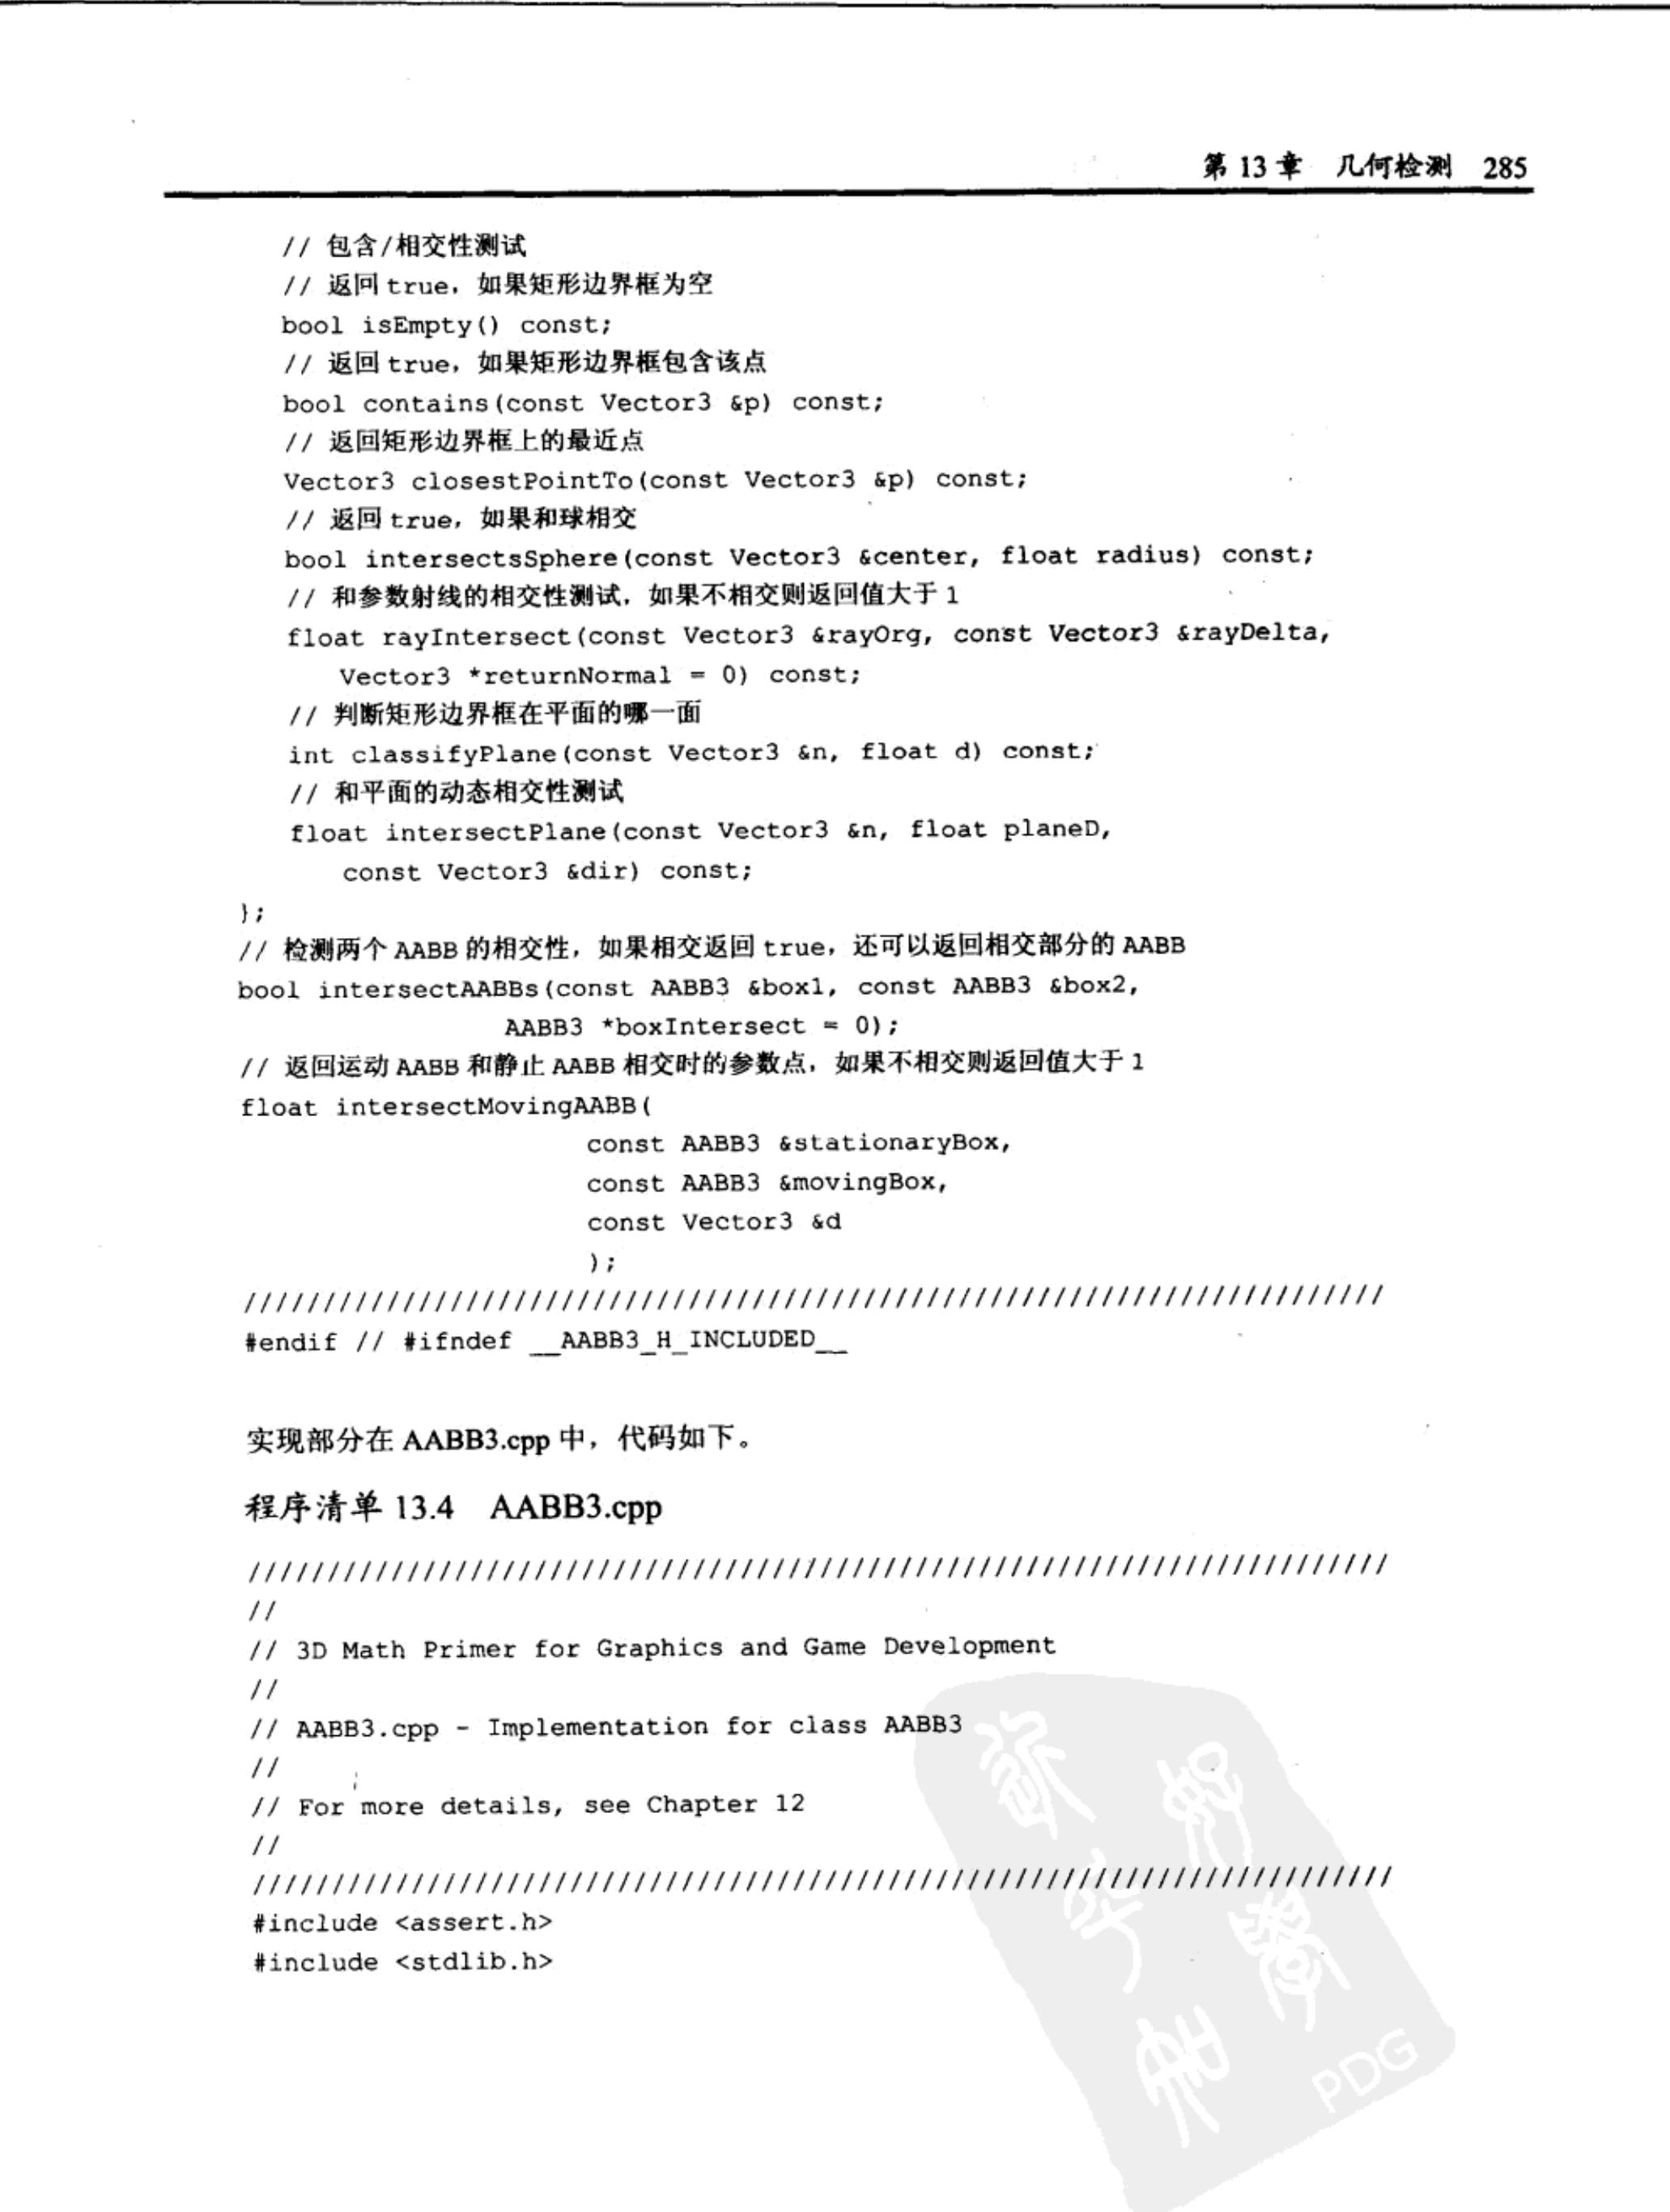 第 13 章 几何检测 285
// 包含/相交性测试
// 返回 true，如果矩形边界框为空
bool isEmpty() const;
// 返回 true，如果矩形边界框包含该点
bool contains(const Vector3 &p) const;
// 返回矩形边界框上的最近点
Vector3 closestPointTo(const Vector3 &p) const;
// 返回 true，如果和球相交
bool intersectsSphere(const Vector3 &center, float radius) const;
// 和参数射线的相交性测试，如果不相交则返回值大于 1
float rayIntersect(const Vector3 &rayOrg, const Vector3 &rayDelta,
Vector3 *returnNormal = 0) const;
// 判断矩形边界框在平面的哪一面
int classifyPlane(const Vector3 &n, float d) const;
// 和平面的动态相交性测试
float intersectPlane(const Vector3 &n, float planeD,
const Vector3 &dir) const;
};
// 检测两个 AABB 的相交性，如果相交返回 true，还可以返回相交部分的 AABB
bool intersectAABBs(const AABB3 &box1, const AABB3 &box2,
AABB3 *boxIntersect = 0);
// 返回运动 AABB 和静止 AABB 相交时的参数点，如果不相交则返回值大于 1
float intersectMovingAABB(
const AABB3 &stationaryBox,
const AABB3 &movingBox,
const Vector3 &d
);
/////////////////////////////////////////////////////////////////////////
#endif // #ifndef __AABB3_H_INCLUDED__
实现部分在 AABB3.cpp 中，代码如下。
程序清单 13.4 AABB3.cpp
/////////////////////////////////////////////////////////////////////////
//
// 3D Math Primer for Graphics and Game Development
//
// AABB3.cpp - Implementation for class AABB3
//
// For more details, see Chapter 12
//
/////////////////////////////////////////////////////////////////////////
#include <assert.h>
#include <stdlib.h>
PDG